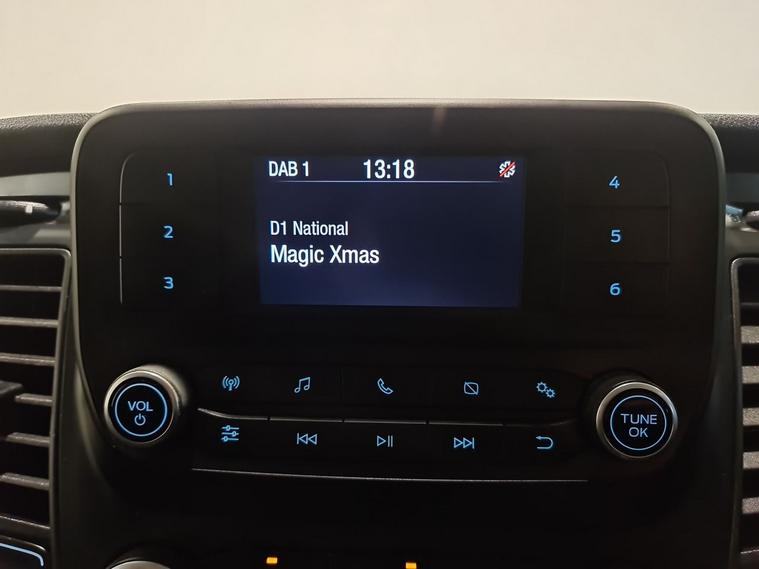 DAB 1 13:18
D1 National
Magic Xmas
1
2
3
4
5
6
VOL
TUNE
OK